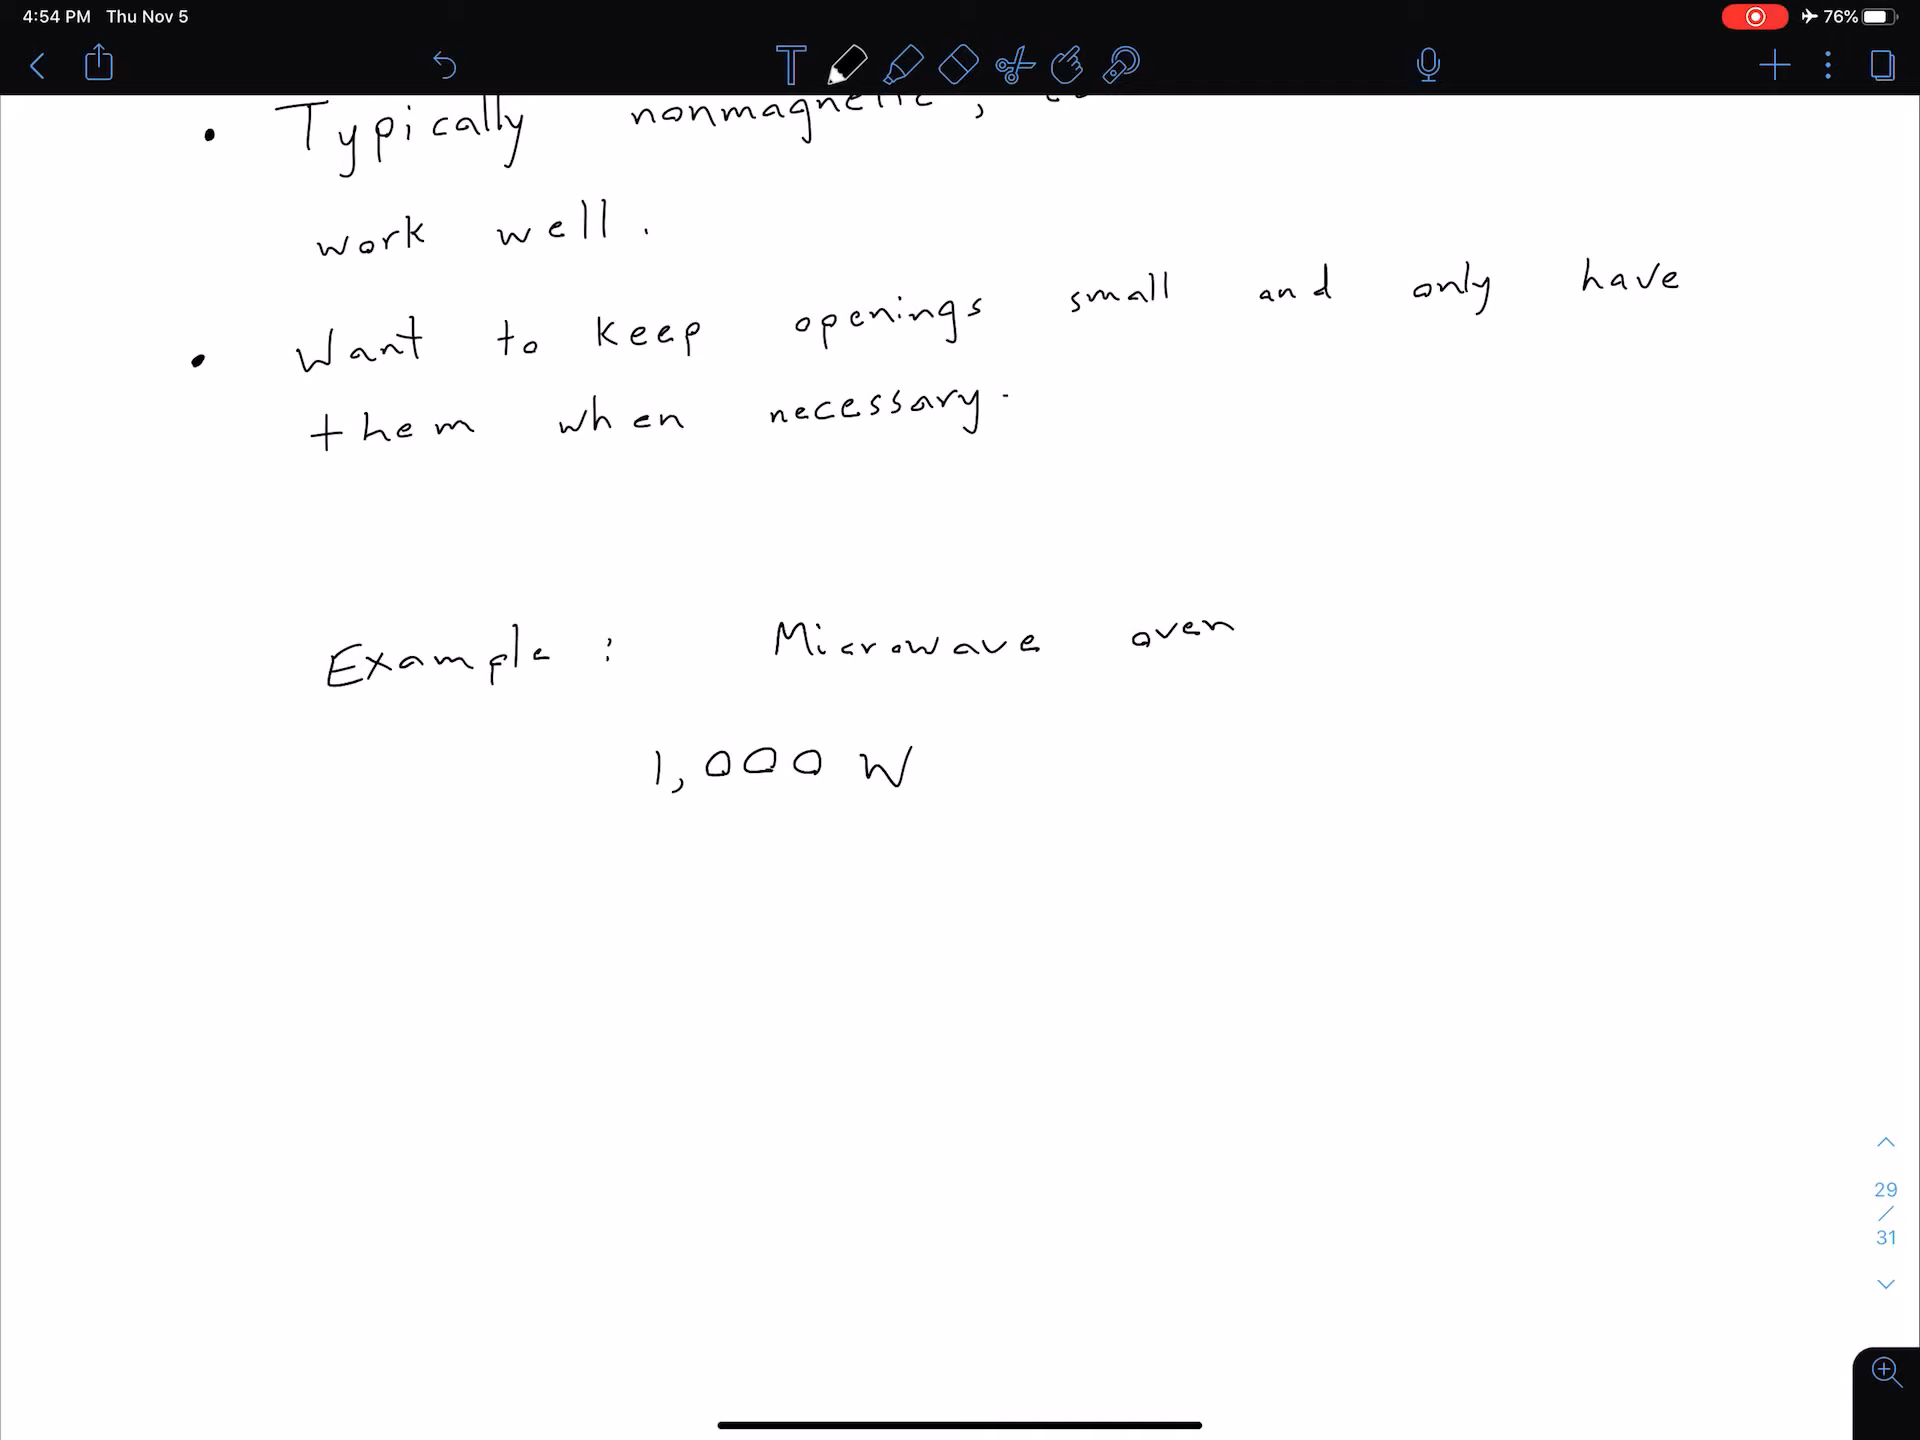 4:54 PM Thu Nov 5
76%
• Typically nonmagnetic,
work well.
• Want to keep openings small and only have
them when necessary.
Example: Microwave oven
1,000 W
29
/
31